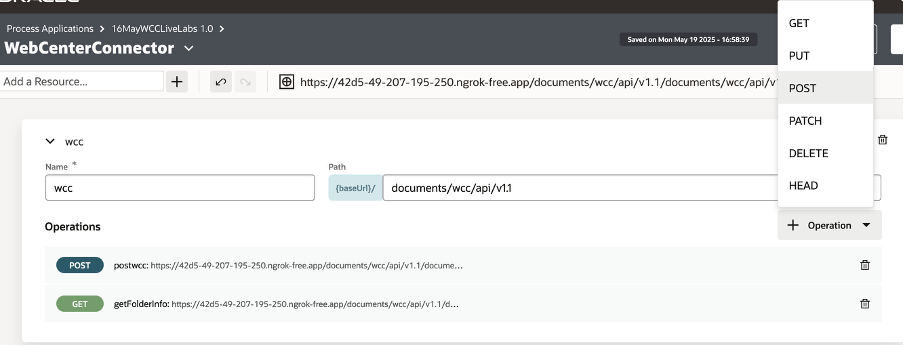 GET
Process Applications > 16MayWCCLiveLabs 1.0 >
WebCenterConnector
Saved on Mon May 19 2025 - 16:58:39
PUT
POST
PATCH
DELETE
HEAD
Add a Resource...
https://42d5-49-207-195-250.ngrok-free.app/documents/wcc/api/v1.1/documents/wcc/api/v1
wcc
Name *
Path
wcc
{baseUrl}/
documents/wcc/api/v1.1
Operations
+ Operation
POST postwcc: https://42d5-49-207-195-250.ngrok-free.app/documents/wcc/api/v1.1/docume...
GET getFolderInfo: https://42d5-49-207-195-250.ngrok-free.app/documents/wcc/api/v1.1/d...